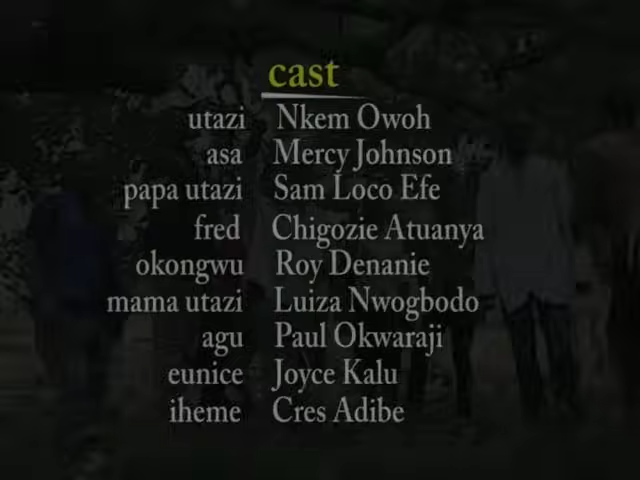 cast
utazi Nkem Owoh
asa Mercy Johnson
papa utazi Sam Loco Efe
fred Chigozie Atuanya
okongwu Roy Denanie
mama utazi Luiza Nwogbodo
agu Paul Okwaraji
eunice Joyce Kalu
iheme Cres Adibe